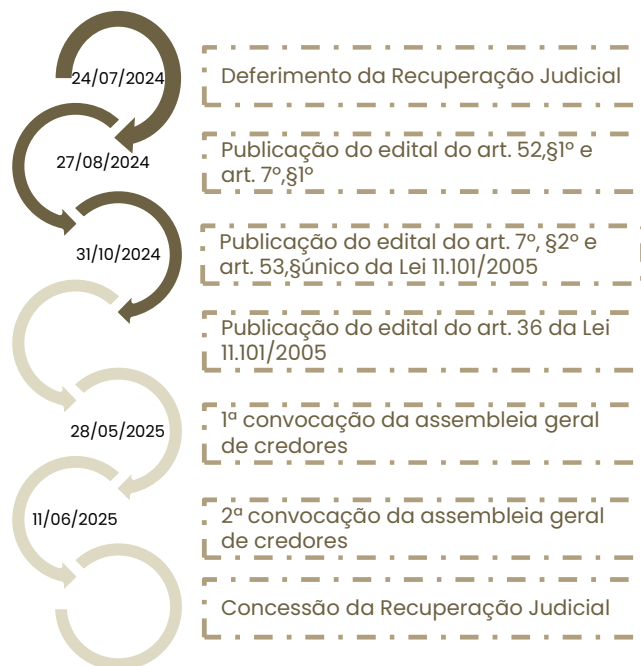 24/07/2024
Deferimento da Recuperação Judicial
27/08/2024
Publicação do edital do art. 52,§1º e
art. 7º,§1º
31/10/2024
Publicação do edital do art. 7º, §2º e
art. 53,§único da Lei 11.101/2005
Publicação do edital do art. 36 da Lei
11.101/2005
28/05/2025
1ª convocação da assembleia geral
de credores
11/06/2025
2ª convocação da assembleia geral
de credores
Concessão da Recuperação Judicial